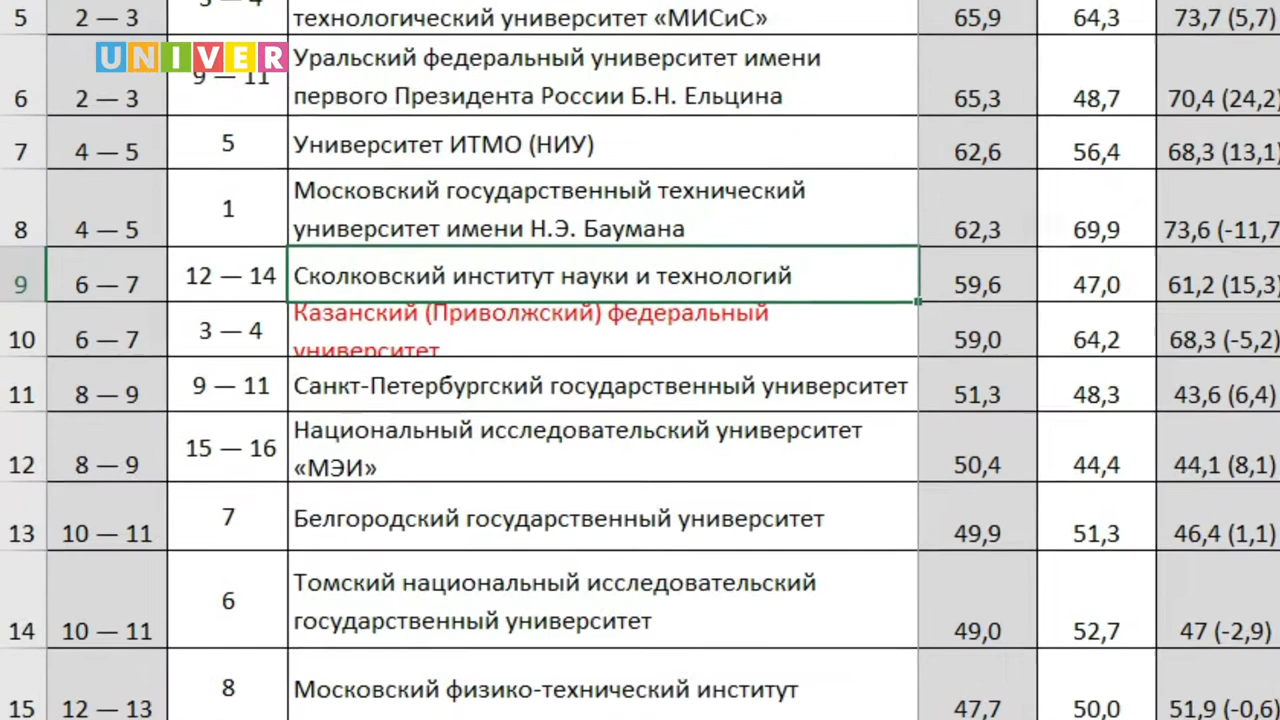 5 2 — 3 3 — 4 технологический университет «МИСиС» 65,9 64,3 73,7 (5,7)
UNIVER
Уральский федеральный университет имени
6 2 — 3 9 — 11 первого Президента России Б.Н. Ельцина 65,3 48,7 70,4 (24,2)
7 4 — 5 5 Университет ИТМО (НИУ) 62,6 56,4 68,3 (13,1)
Московский государственный технический
8 4 — 5 1 университет имени Н.Э. Баумана 62,3 69,9 73,6 (-11,7
9 6 — 7 12 — 14 Сколковский институт науки и технологий 59,6 47,0 61,2 (15,3)
Казанский (Приволжский) федеральный
10 6 — 7 3 — 4 университет 59,0 64,2 68,3 (-5,2)
11 8 — 9 9 — 11 Санкт-Петербургский государственный университет 51,3 48,3 43,6 (6,4)
Национальный исследовательский университет
12 8 — 9 15 — 16 «МЭИ» 50,4 44,4 44,1 (8,1)
13 10 — 11 7 Белгородский государственный университет 49,9 51,3 46,4 (1,1)
Томский национальный исследовательский
14 10 — 11 6 государственный университет 49,0 52,7 47 (-2,9)
15 12 — 13 8 Московский физико-технический институт 47,7 50,0 51,9 (-0,6)